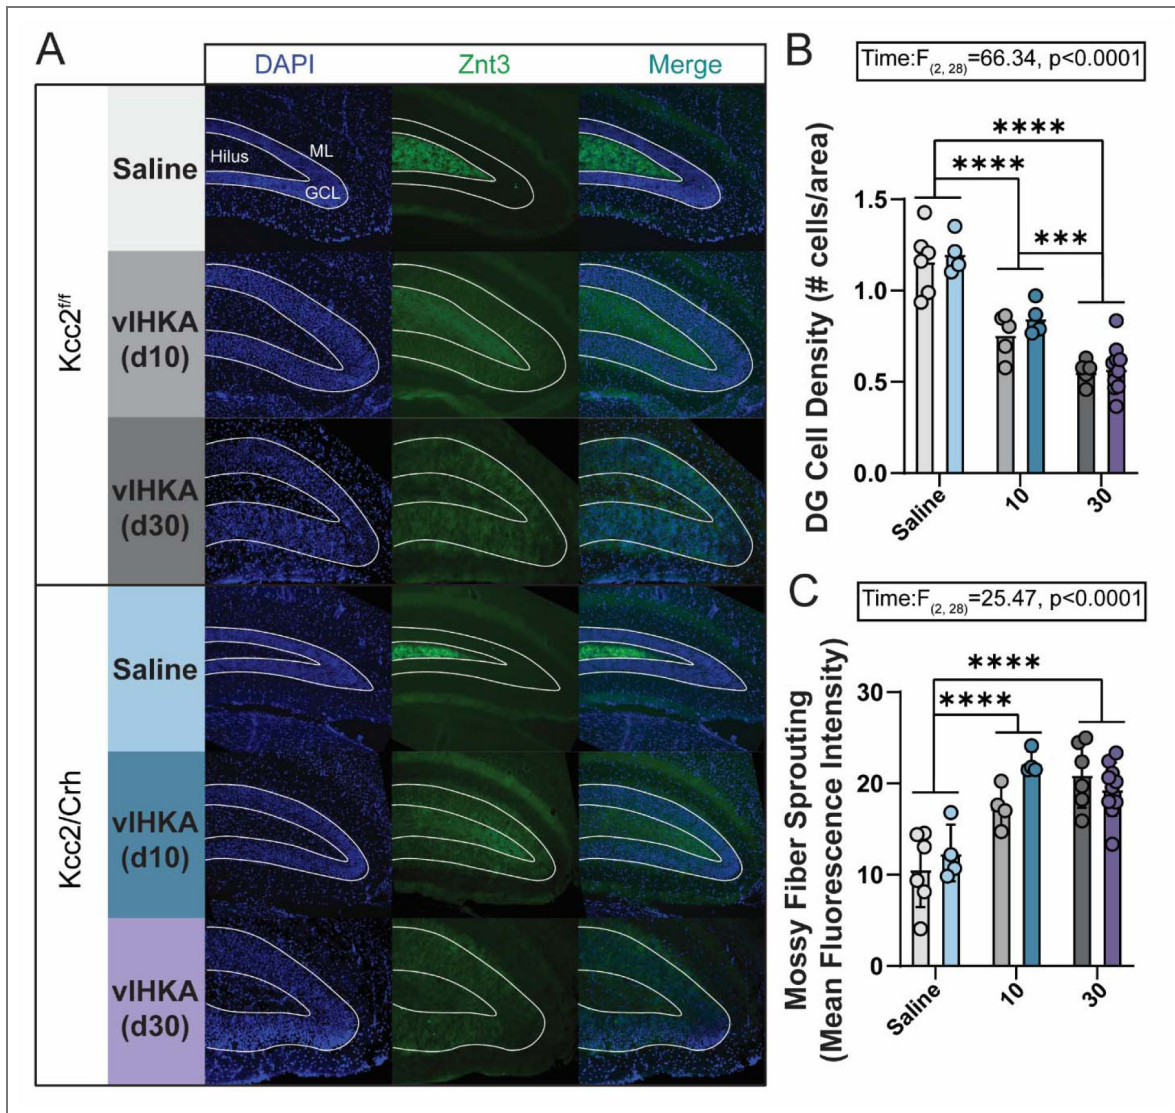 A
DAPI Znt3 Merge
Kcc2f/f
Saline
Hilus ML
GCL
vIHKA
(d10)
vIHKA
(d30)
Kcc2/Crh
Saline
vIHKA
(d10)
vIHKA
(d30)
B
Time:F(2, 28)=66.34, p<0.0001
DG Cell Density (# cells/area)
****
****
***
1.5
1.0
0.5
0.0
Saline 10 30
C
Time:F(2, 28)=25.47, p<0.0001
Mossy Fiber Sprouting
(Mean Fluorescence Intensity)
****
****
30
20
10
0
Saline 10 30